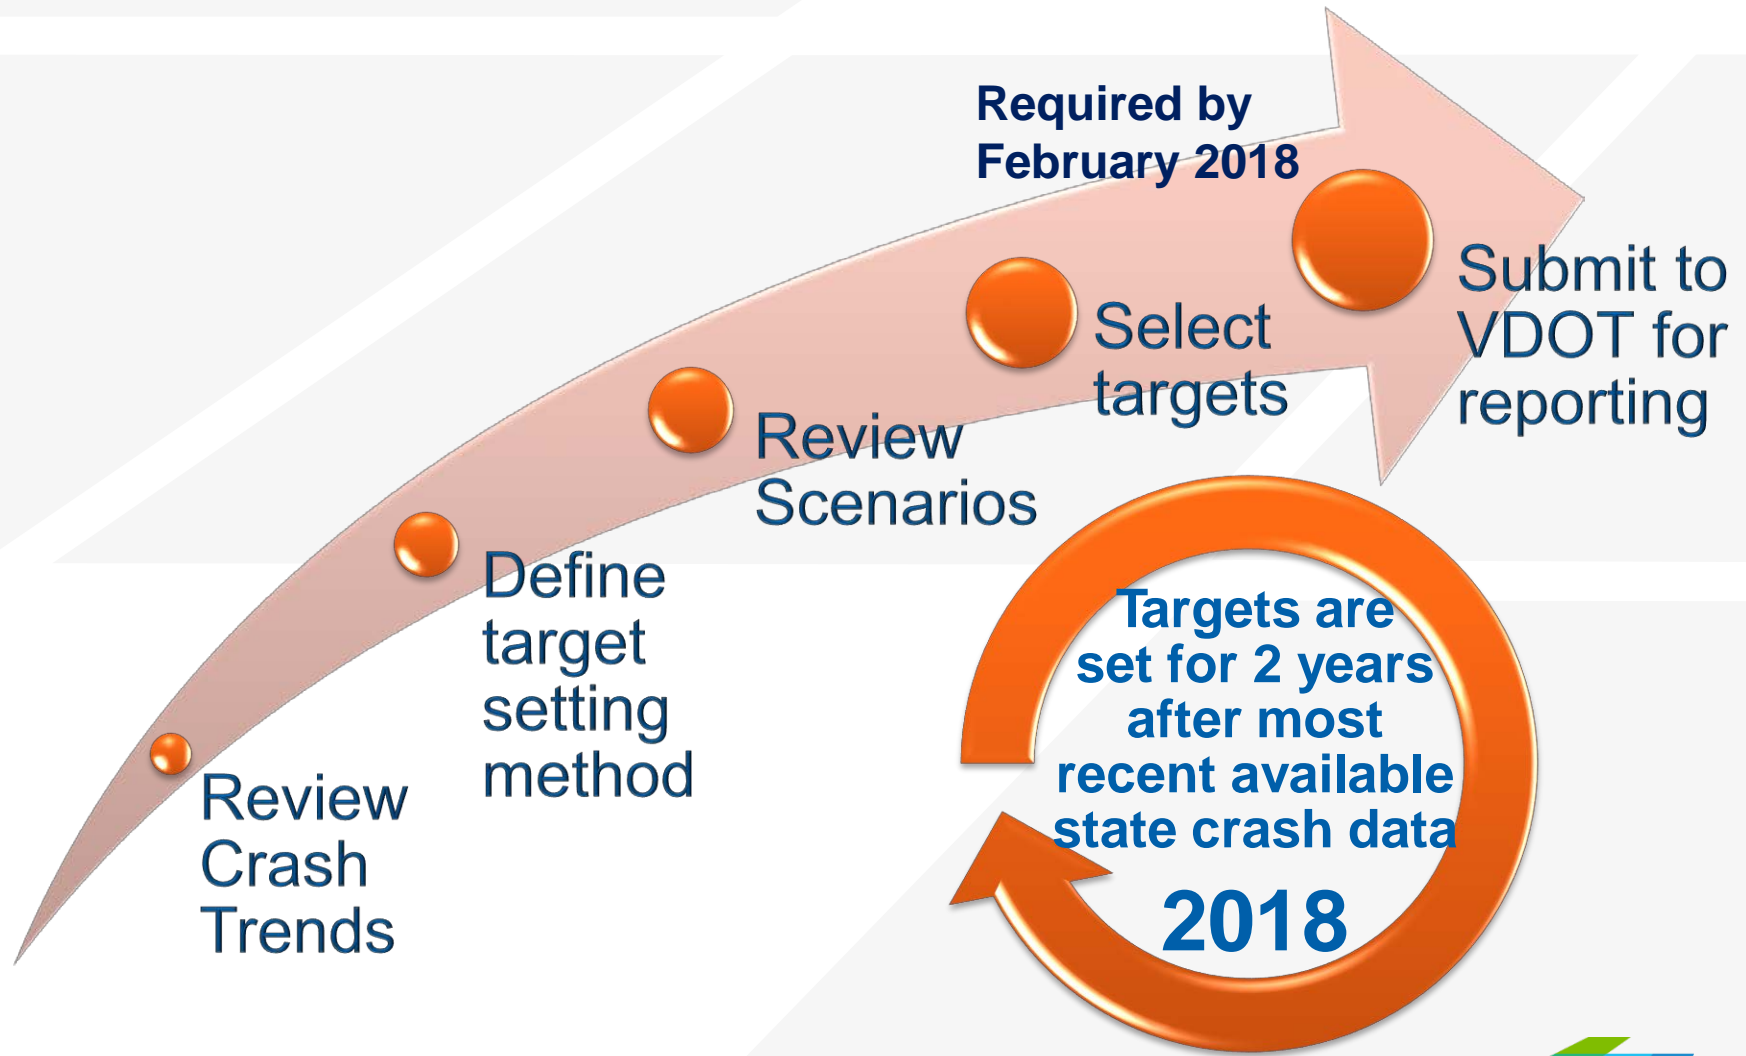 Required by
February 2018
Submit to
VDOT for
reporting
Select
targets
Review
Scenarios
Define
target
setting
method
Review
Crash
Trends
Targets are
set for 2 years
after most
recent available
state crash data
2018